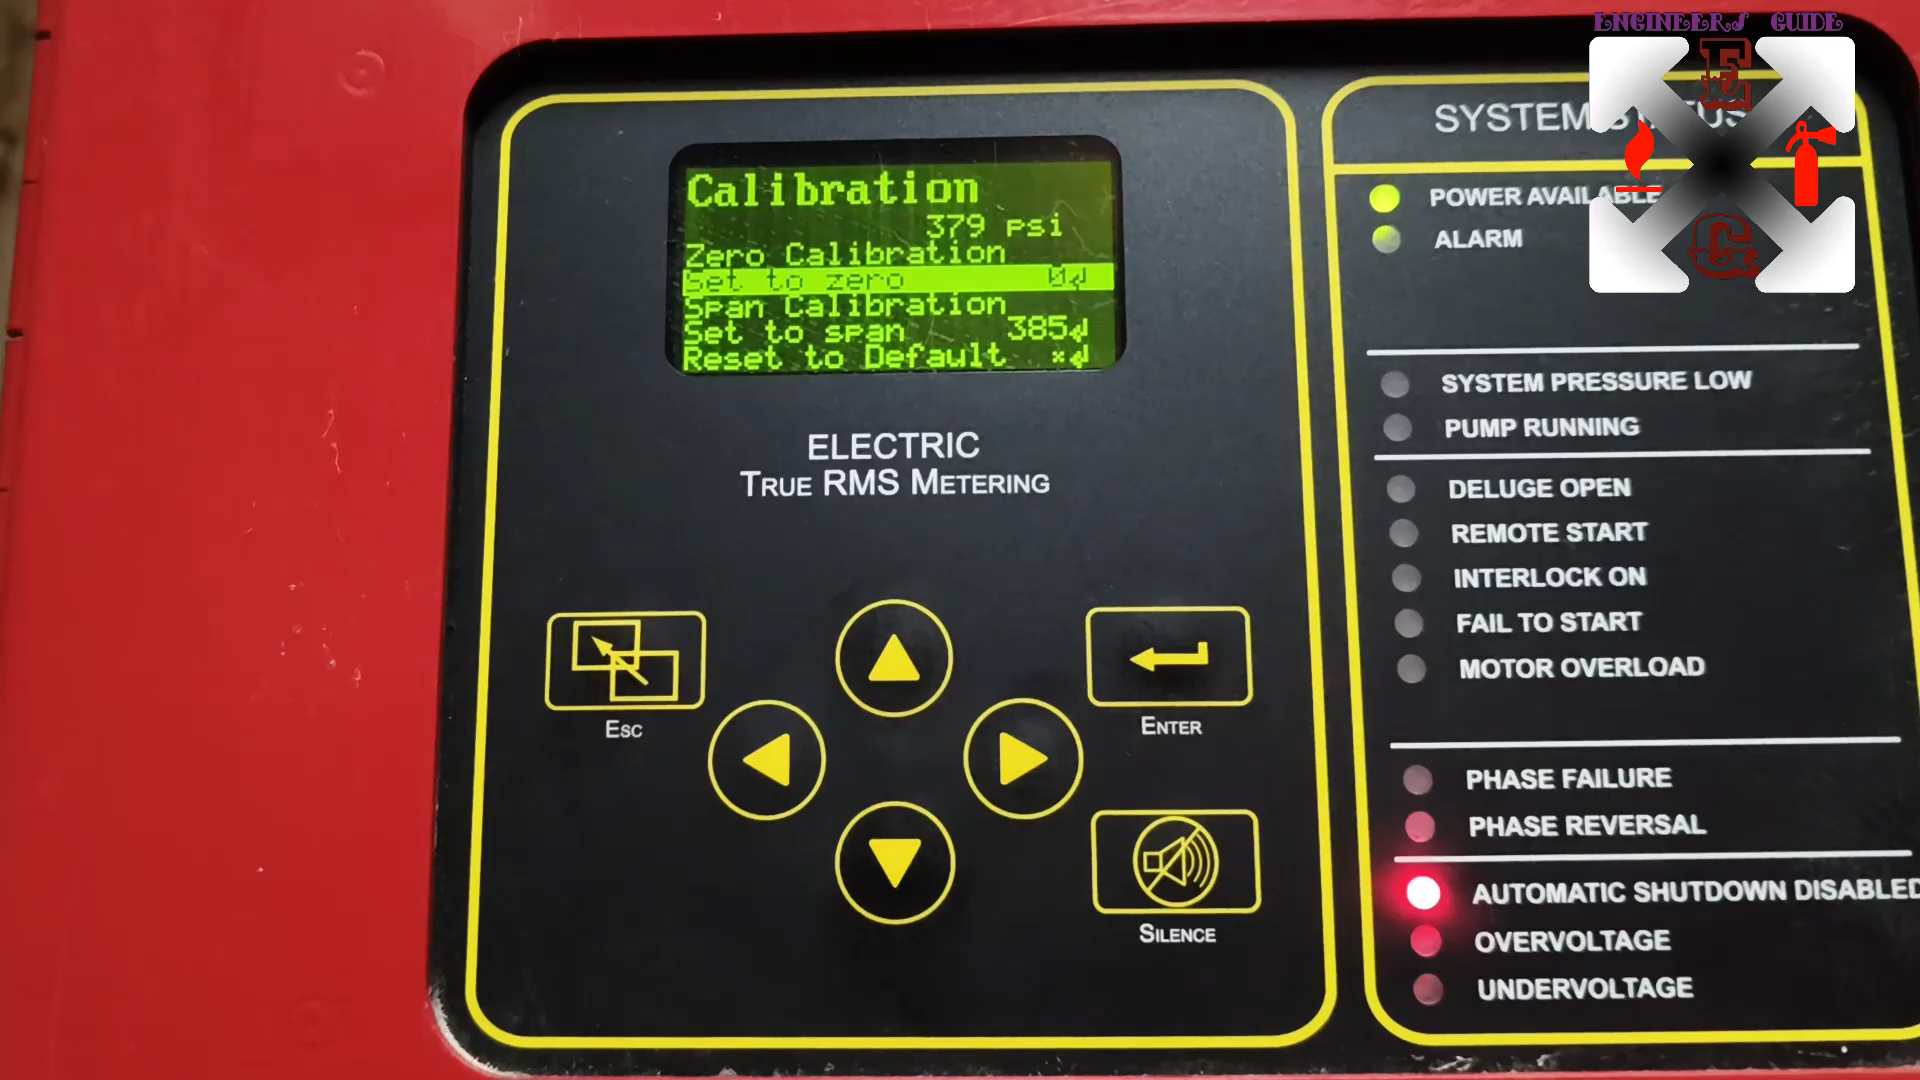 ENGINEERS GUIDE
E
G
Calibration
379 psi
Zero Calibration
Set to zero 0↲
Span Calibration
Set to span 385↲
Reset to Default ×↲
ELECTRIC
TRUE RMS METERING
ESC
ENTER
SILENCE
SYSTEM
POWER AVAILABLE
ALARM
SYSTEM PRESSURE LOW
PUMP RUNNING
DELUGE OPEN
REMOTE START
INTERLOCK ON
FAIL TO START
MOTOR OVERLOAD
PHASE FAILURE
PHASE REVERSAL
AUTOMATIC SHUTDOWN DISABLED
OVERVOLTAGE
UNDERVOLTAGE